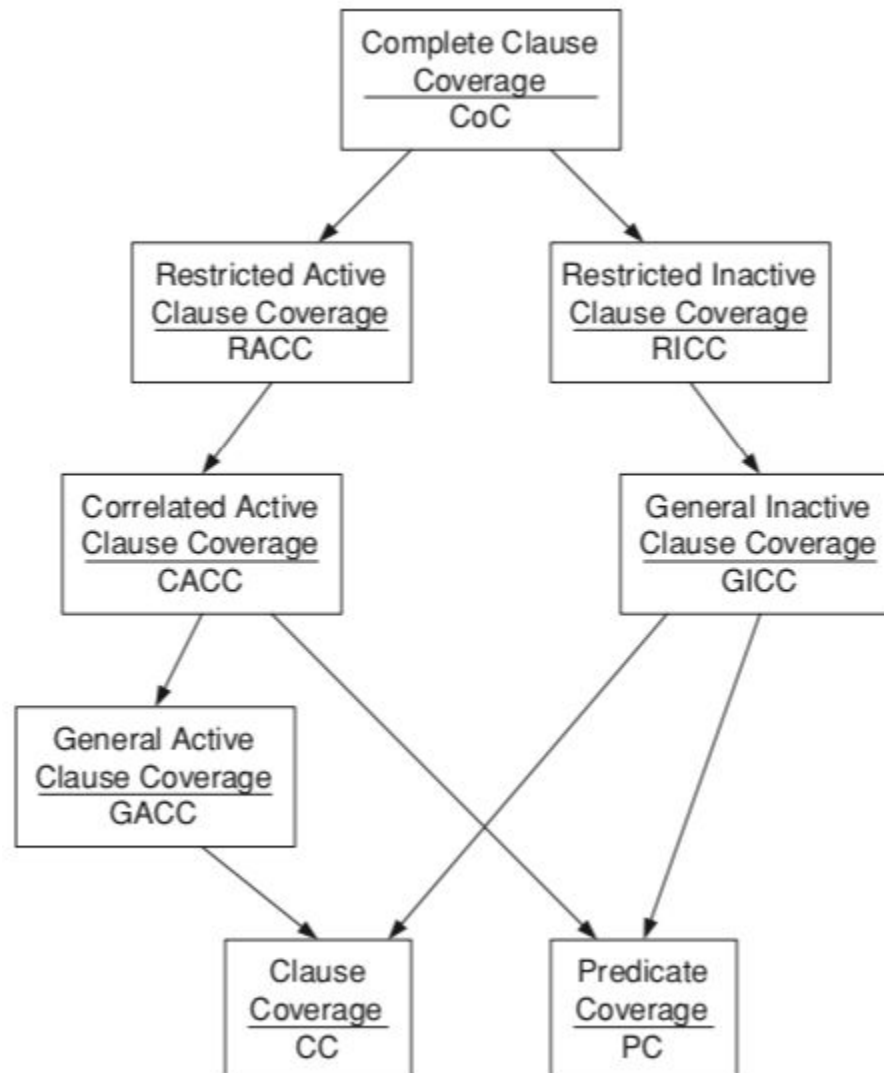 Complete Clause
Coverage
CoC
Restricted Active
Clause Coverage
RACC
Restricted Inactive
Clause Coverage
RICC
Correlated Active
Clause Coverage
CACC
General Inactive
Clause Coverage
GICC
General Active
Clause Coverage
GACC
Clause
Coverage
CC
Predicate
Coverage
PC